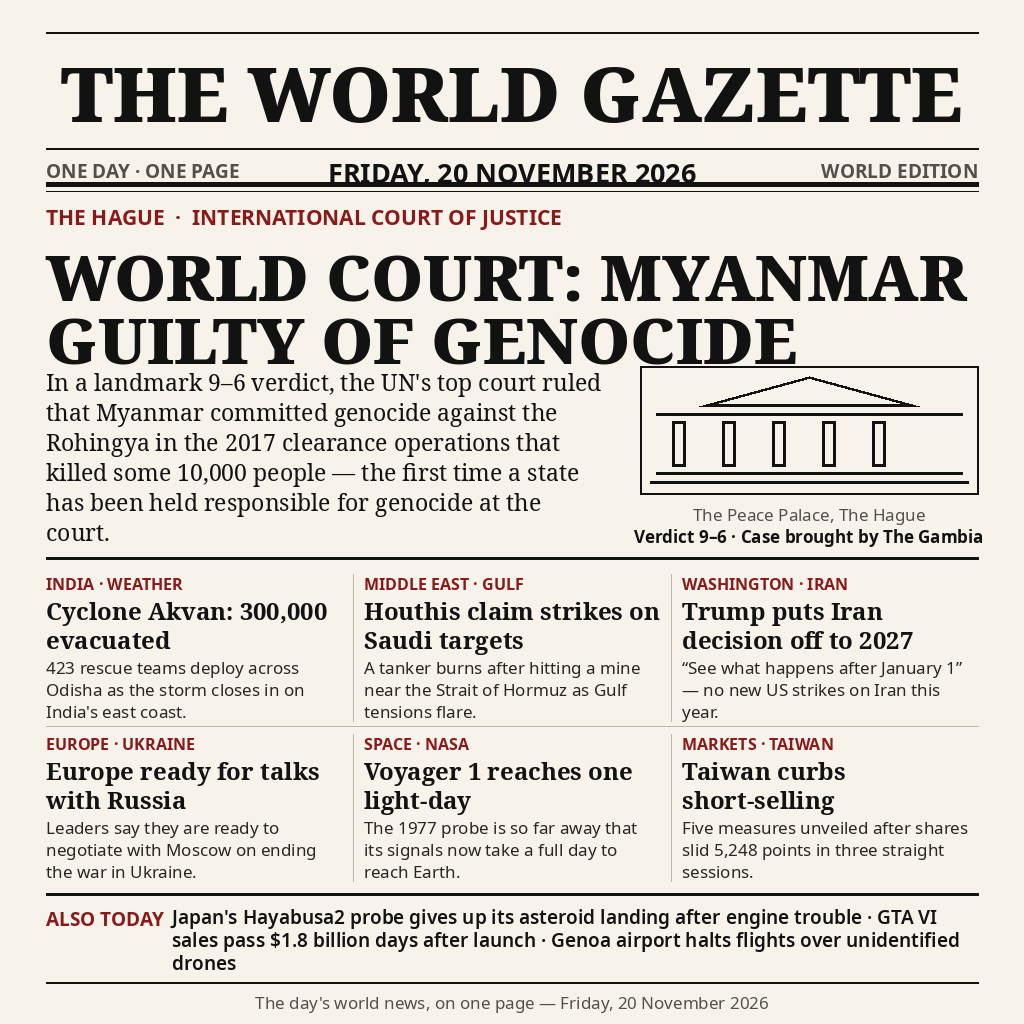 THE WORLD GAZETTE
ONE DAY · ONE PAGE
FRIDAY, 20 NOVEMBER 2026
WORLD EDITION
THE HAGUE · INTERNATIONAL COURT OF JUSTICE
WORLD COURT: MYANMAR
GUILTY OF GENOCIDE
In a landmark 9–6 verdict, the UN's top court ruled
that Myanmar committed genocide against the
Rohingya in the 2017 clearance operations that
killed some 10,000 people — the first time a state
has been held responsible for genocide at the
court.
The Peace Palace, The Hague
Verdict 9–6 · Case brought by The Gambia
INDIA · WEATHER
Cyclone Akvan: 300,000
evacuated
423 rescue teams deploy across
Odisha as the storm closes in on
India's east coast.
MIDDLE EAST · GULF
Houthis claim strikes on
Saudi targets
A tanker burns after hitting a mine
near the Strait of Hormuz as Gulf
tensions flare.
WASHINGTON · IRAN
Trump puts Iran
decision off to 2027
“See what happens after January 1”
— no new US strikes on Iran this
year.
EUROPE · UKRAINE
Europe ready for talks
with Russia
Leaders say they are ready to
negotiate with Moscow on ending
the war in Ukraine.
SPACE · NASA
Voyager 1 reaches one
light-day
The 1977 probe is so far away that
its signals now take a full day to
reach Earth.
MARKETS · TAIWAN
Taiwan curbs
short-selling
Five measures unveiled after shares
slid 5,248 points in three straight
sessions.
ALSO TODAY
Japan's Hayabusa2 probe gives up its asteroid landing after engine trouble · GTA VI
sales pass $1.8 billion days after launch · Genoa airport halts flights over unidentified
drones
The day's world news, on one page — Friday, 20 November 2026